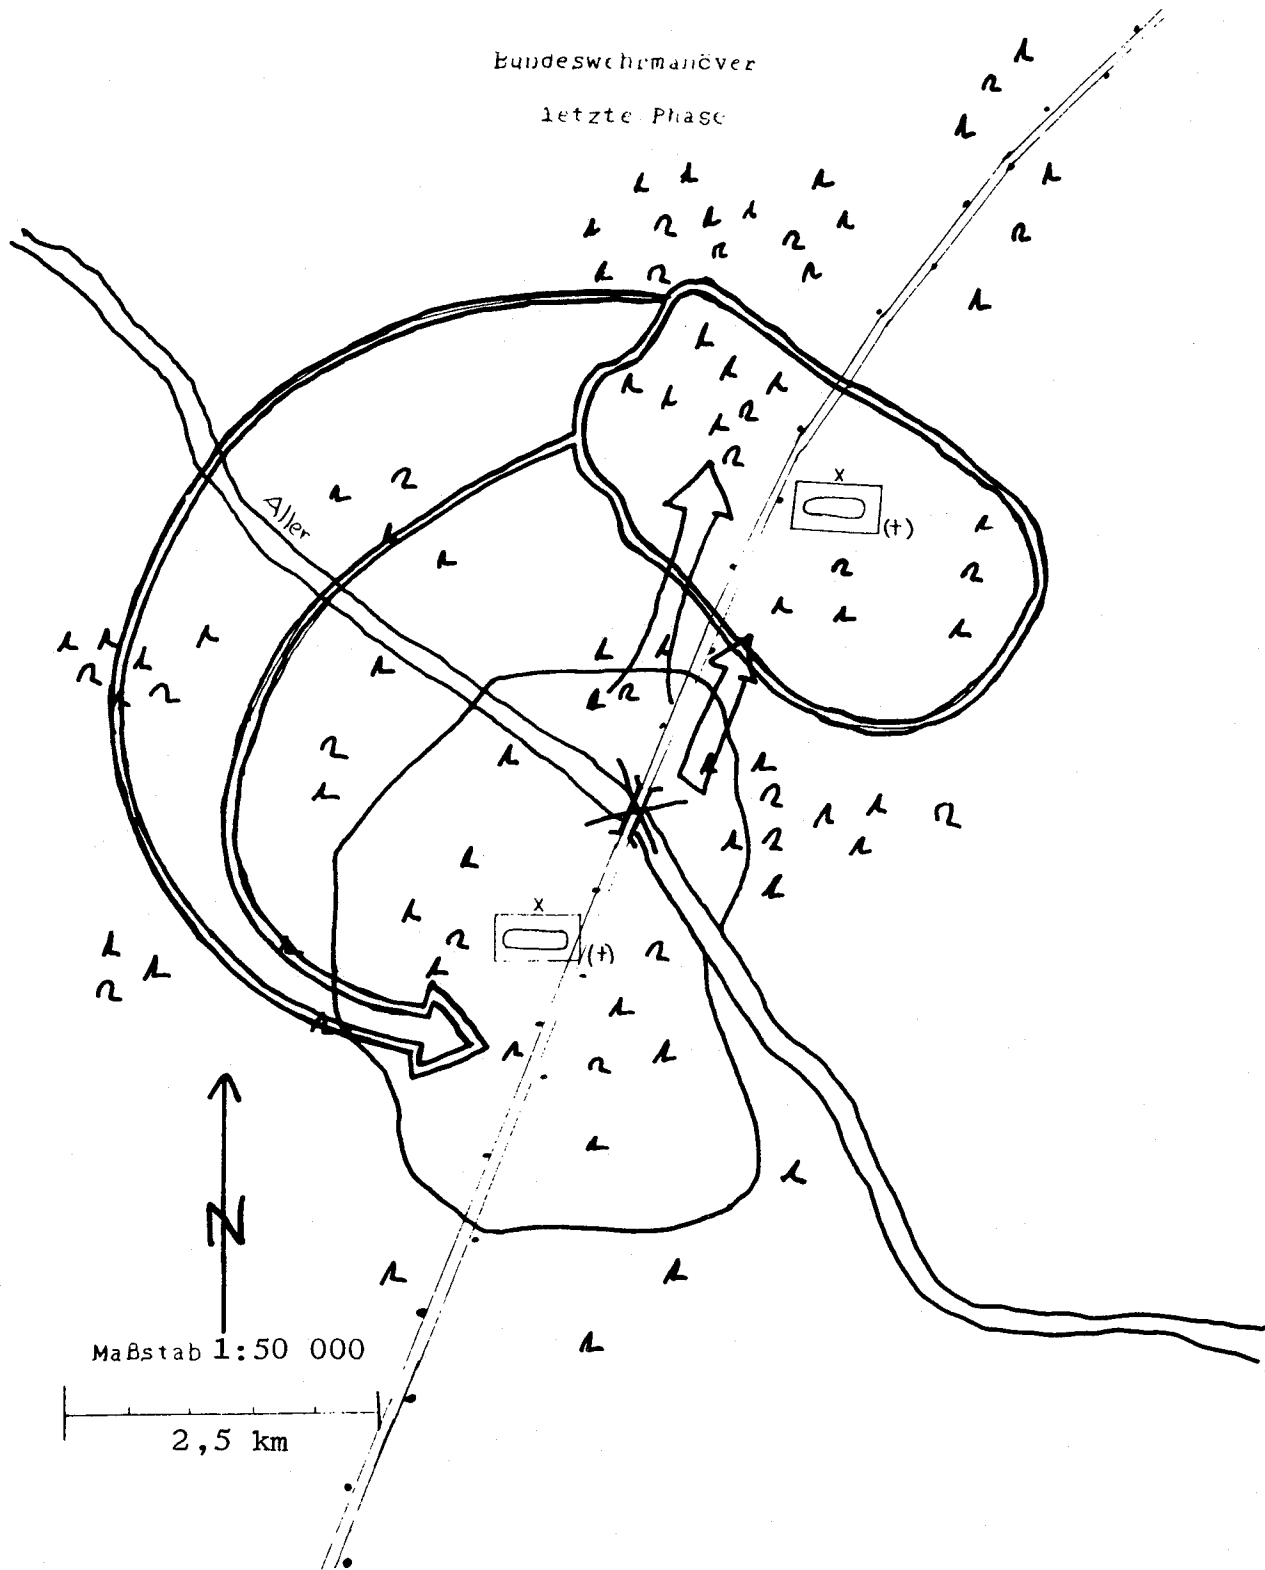 Bundeswehrmanöver
letzte Phase
Aller
x
(+)
x
(+)
N
Maßstab 1:50 000
2,5 km